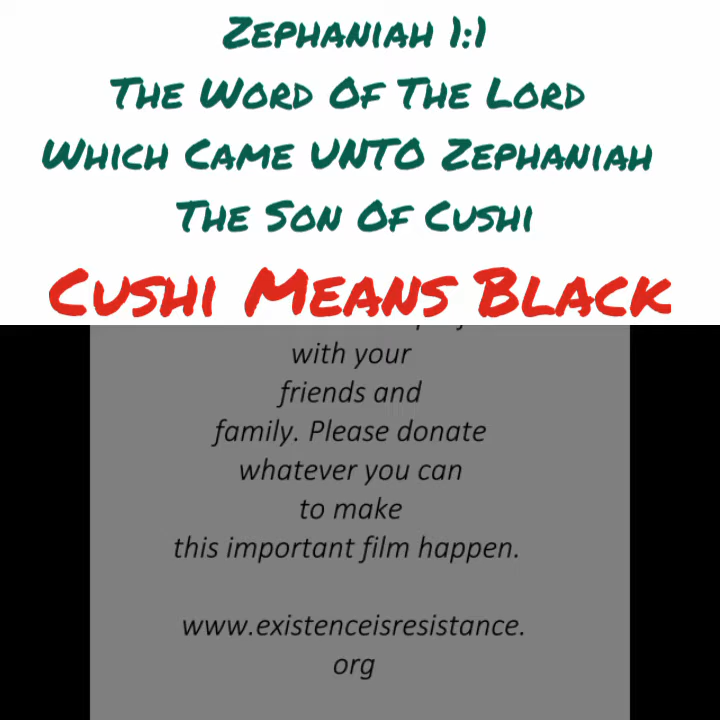 Zephaniah 1:1
The Word Of The Lord
Which Came UNTO Zephaniah
The Son Of Cushi
Cushi Means Black
with your
friends and
family. Please donate
whatever you can
to make
this important film happen.
www.existenceisresistance.
org